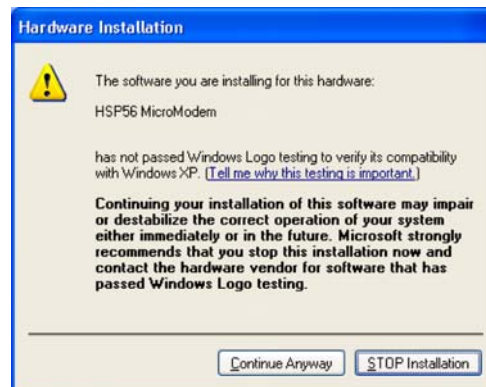 Hardware Installation
The software you are installing for this hardware:
HSP56 MicroModem
has not passed Windows Logo testing to verify its compatibility
with Windows XP. (Tell me why this testing is important.)
Continuing your installation of this software may impair
or destabilize the correct operation of your system
either immediately or in the future. Microsoft strongly
recommends that you stop this installation now and
contact the hardware vendor for software that has
passed Windows Logo testing.
Continue Anyway
STOP Installation